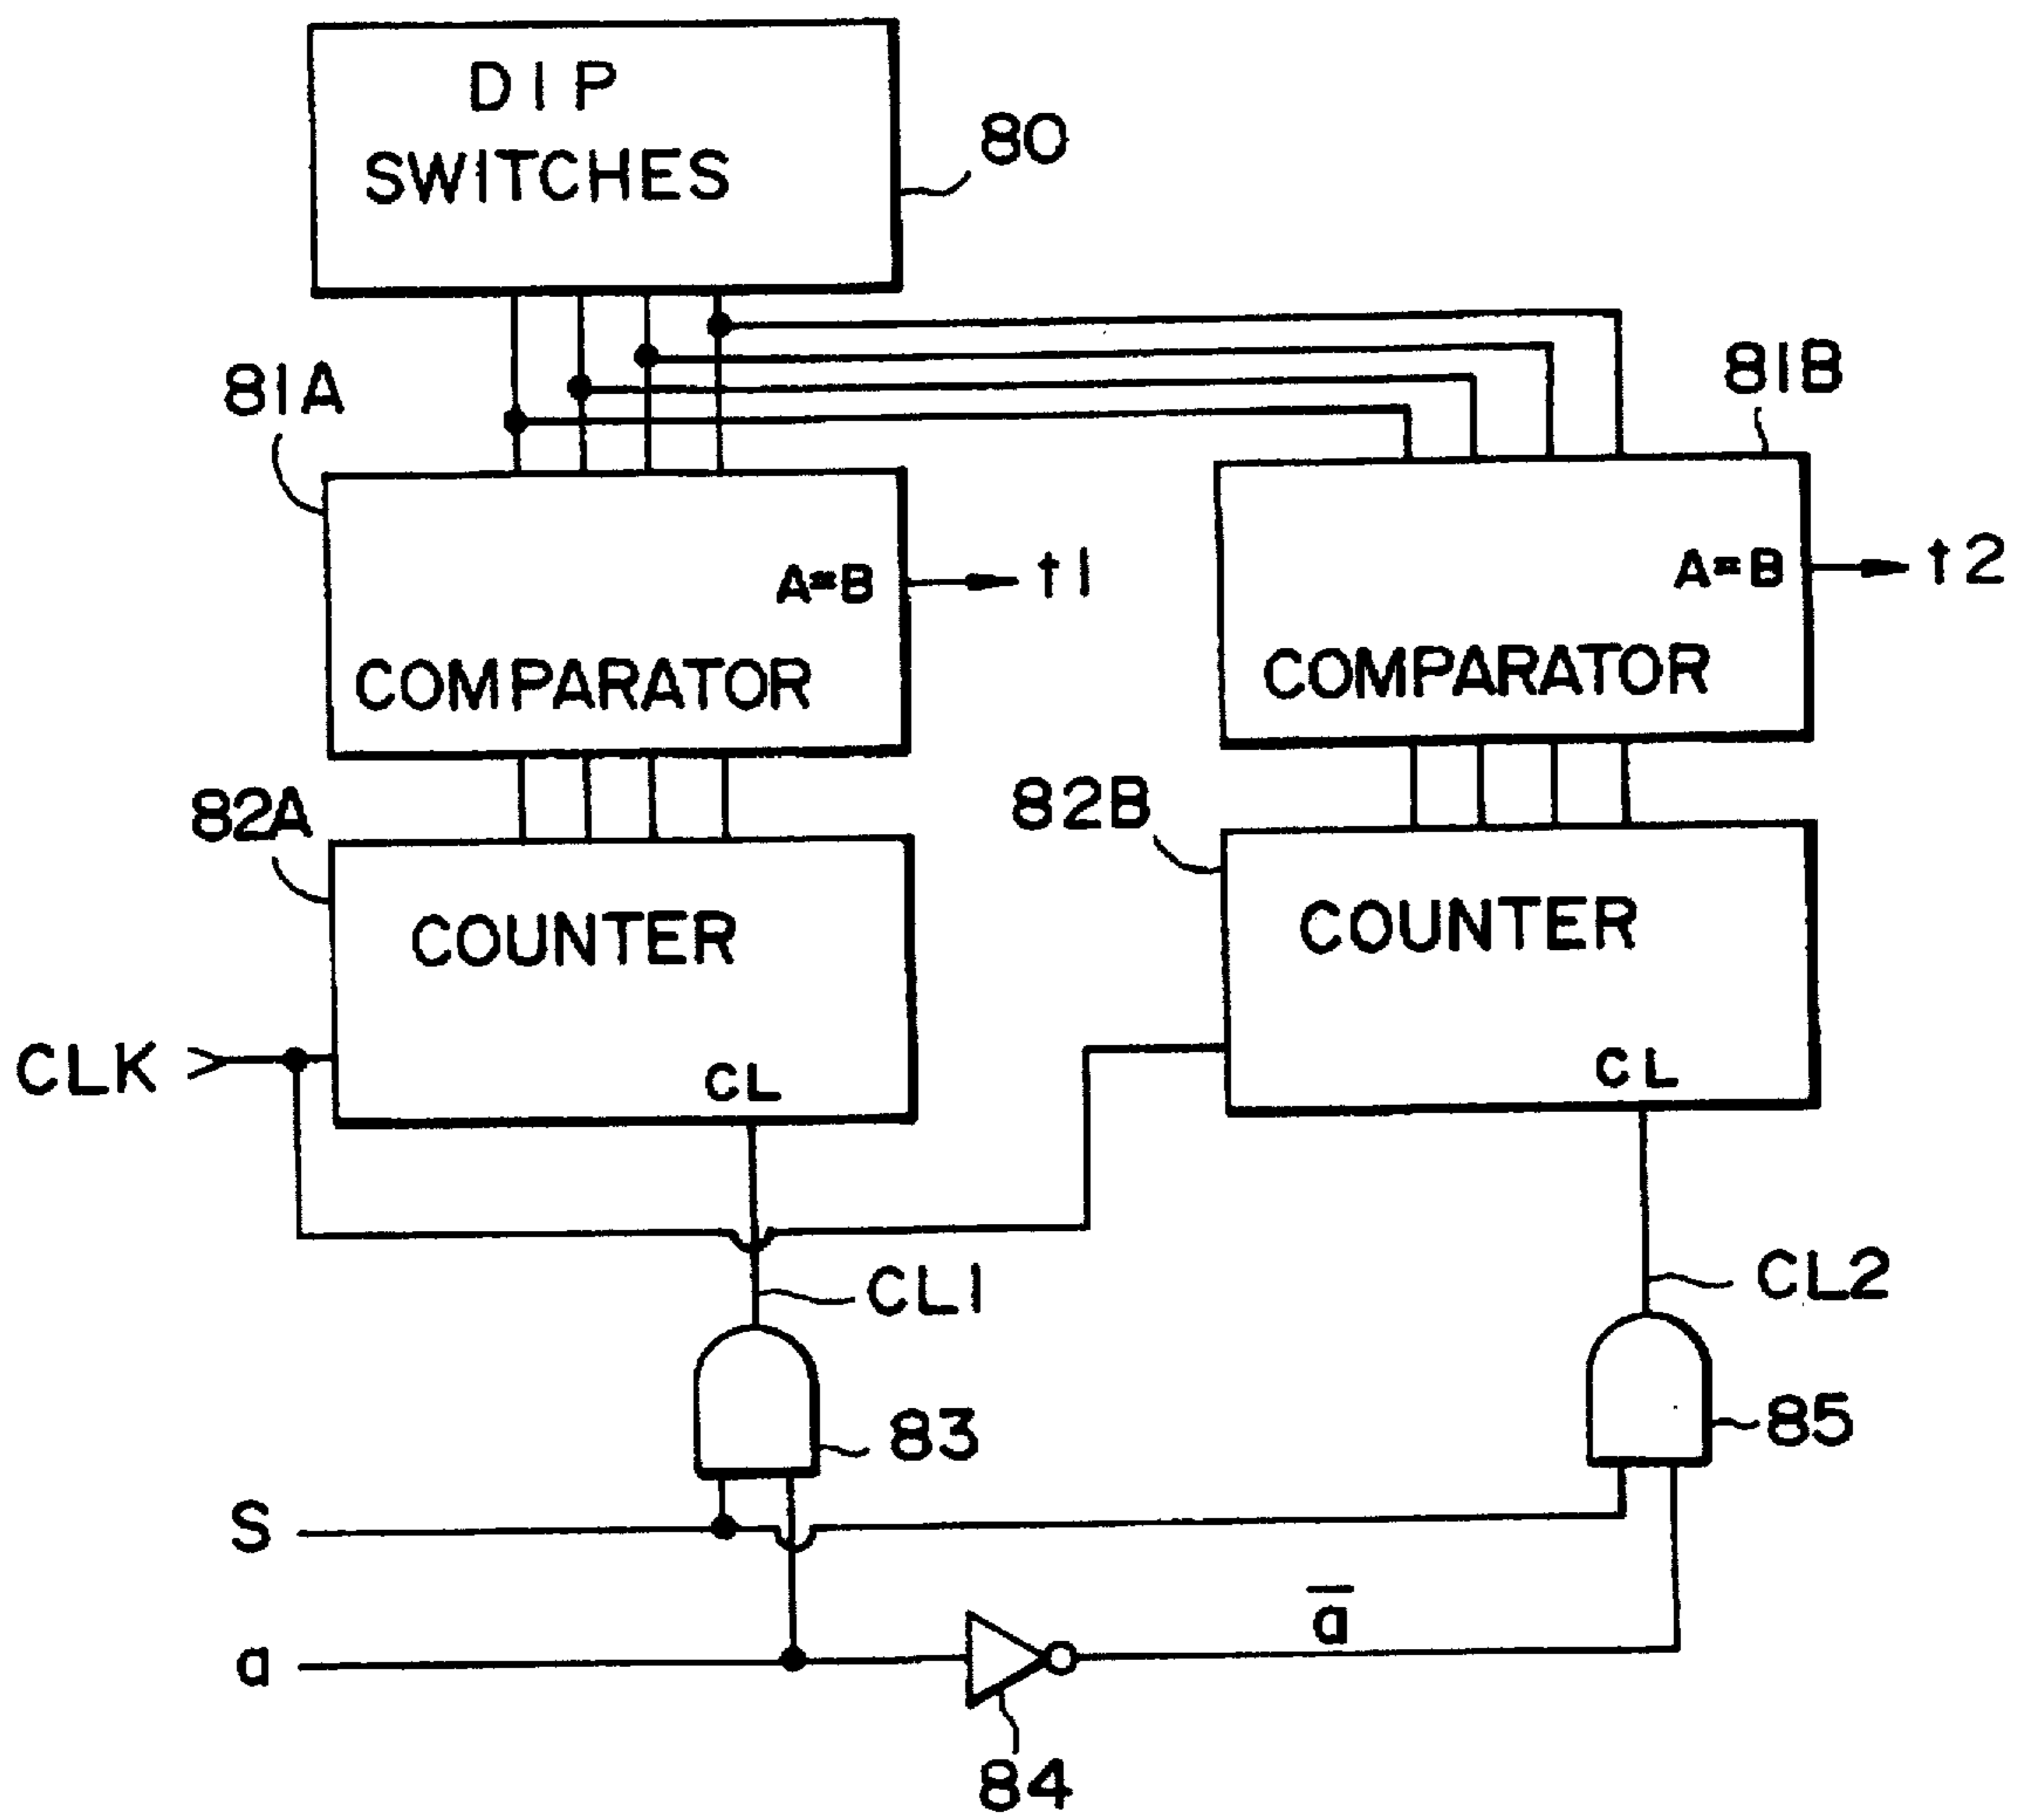 DIP
SWITCHES
80
81A
81B
A=B
t1
A=B
t2
COMPARATOR
COMPARATOR
82A
82B
COUNTER
COUNTER
CLK
CL
CL
CL1
CL2
83
85
S
a
a̅
84